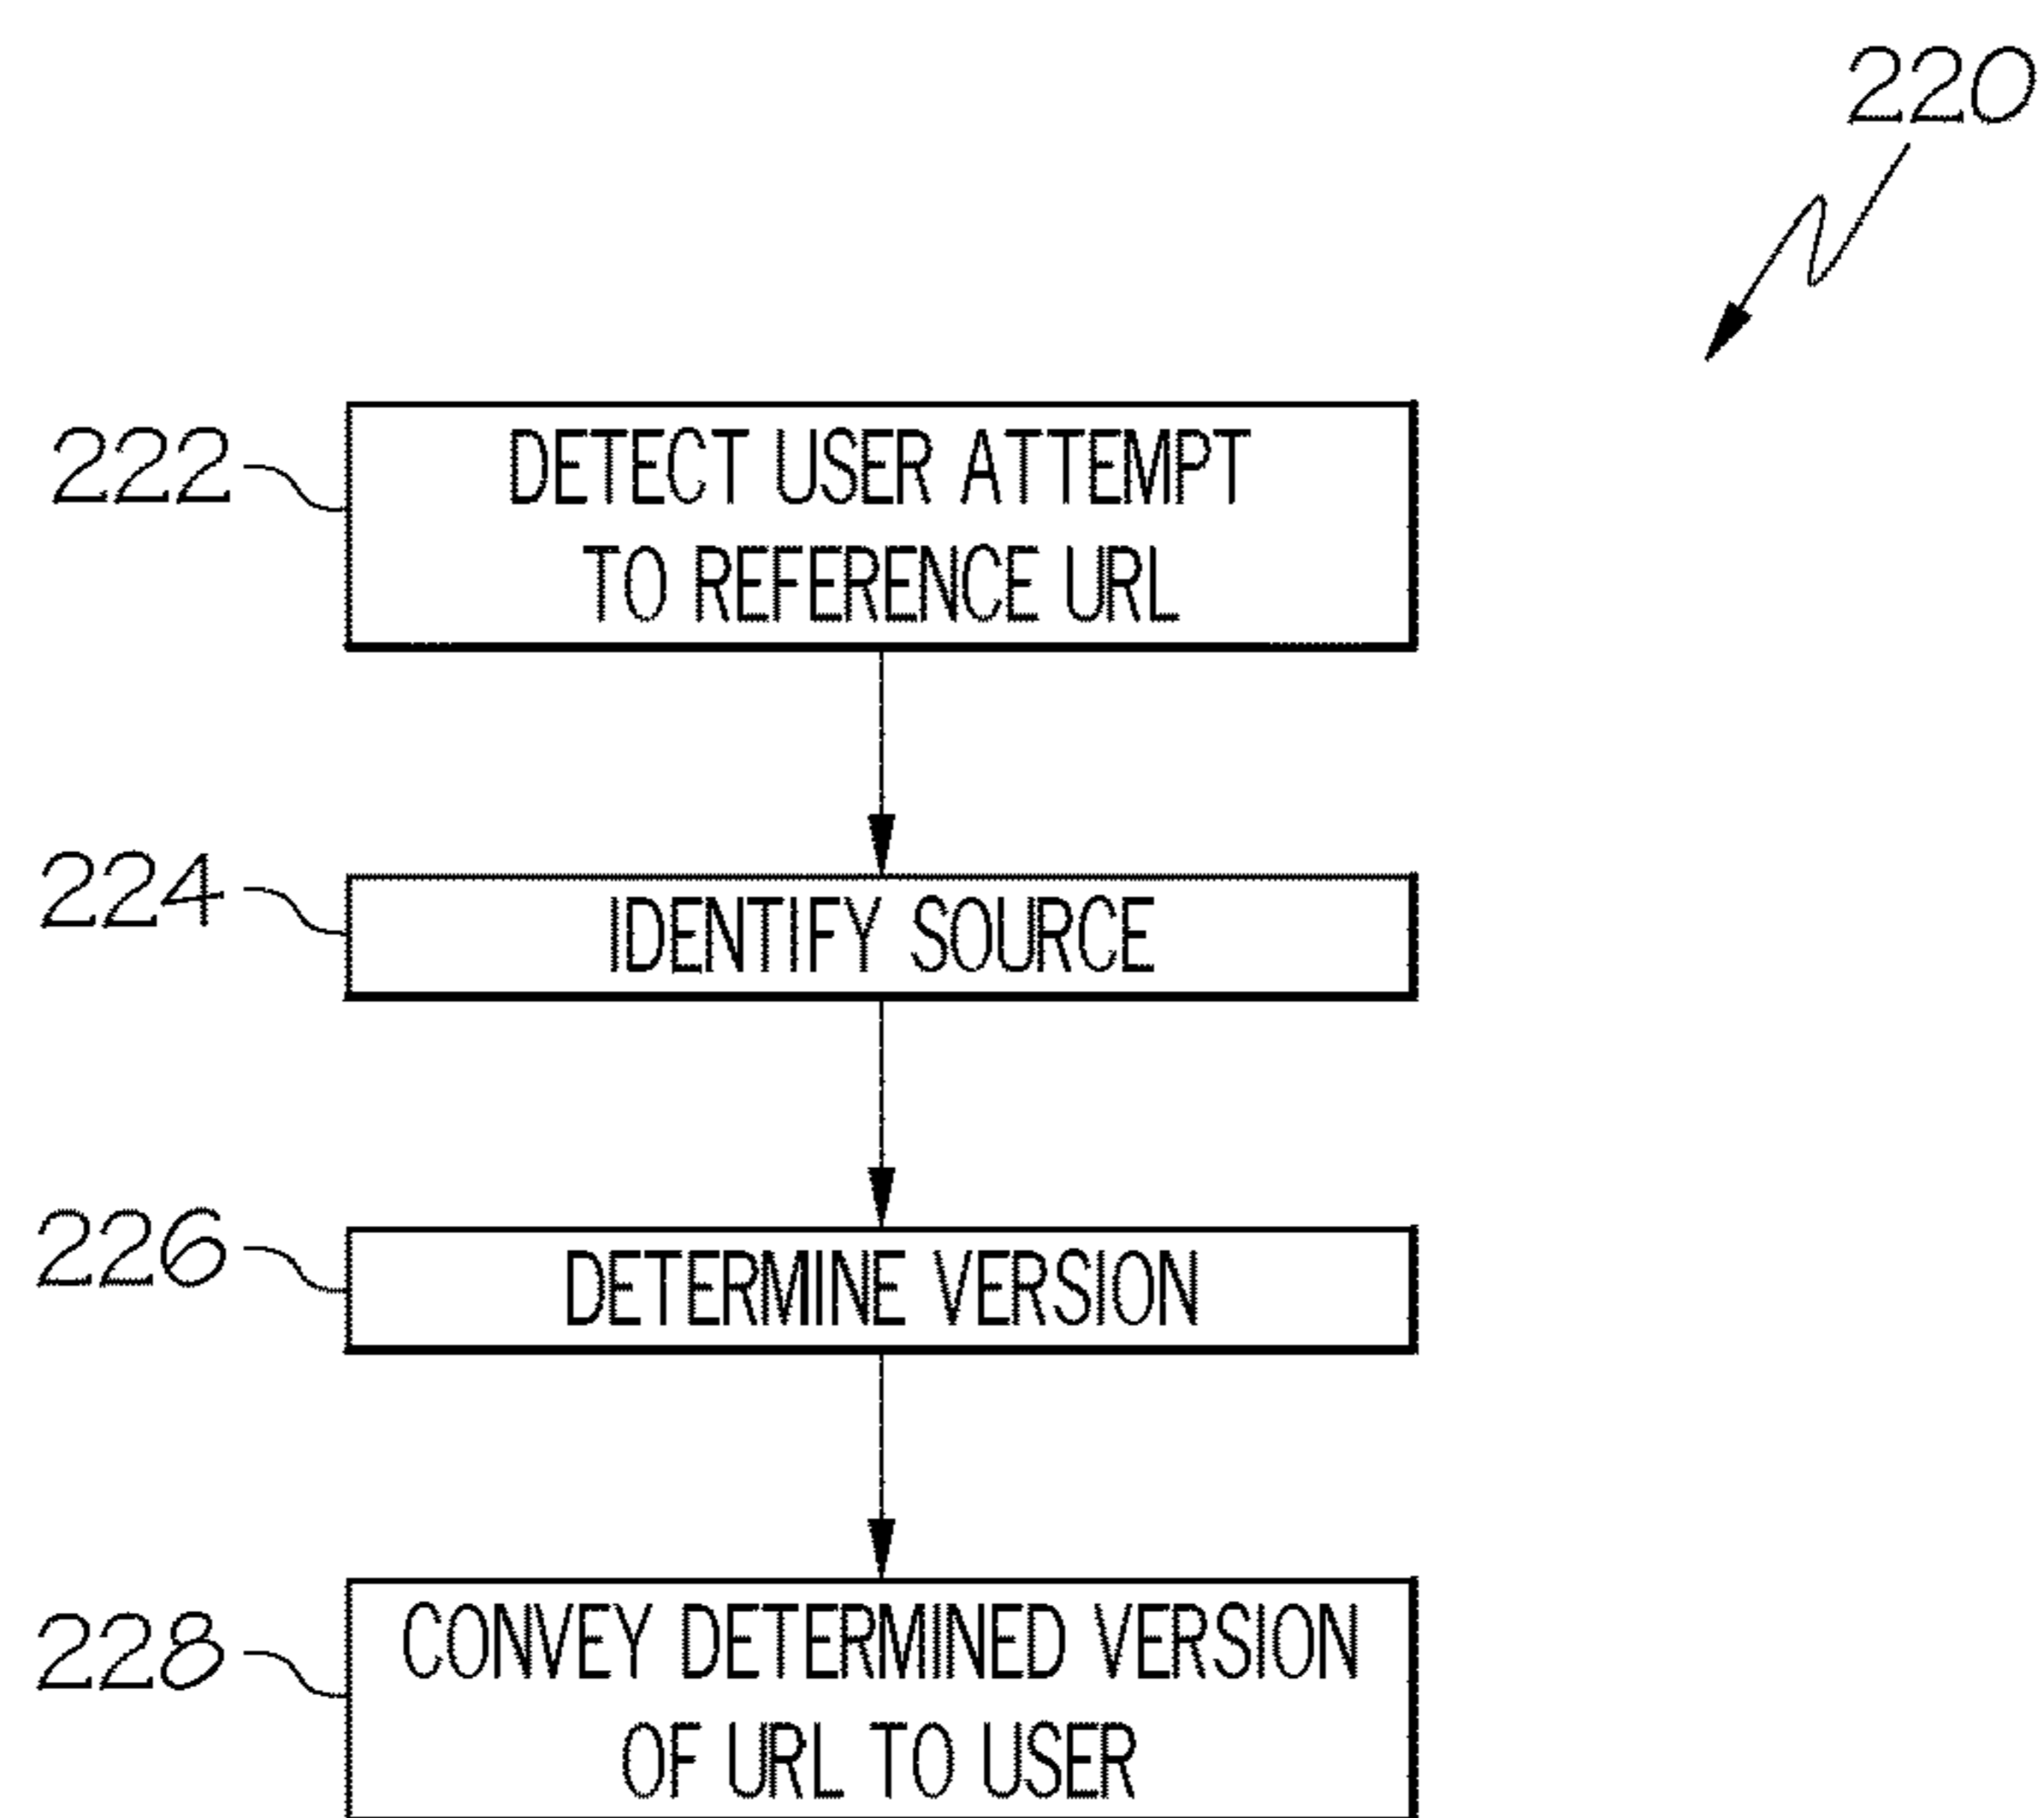 220
222
DETECT USER ATTEMPT
TO REFERENCE URL
224
IDENTIFY SOURCE
226
DETERMINE VERSION
228
CONVEY DETERMINED VERSION
OF URL TO USER